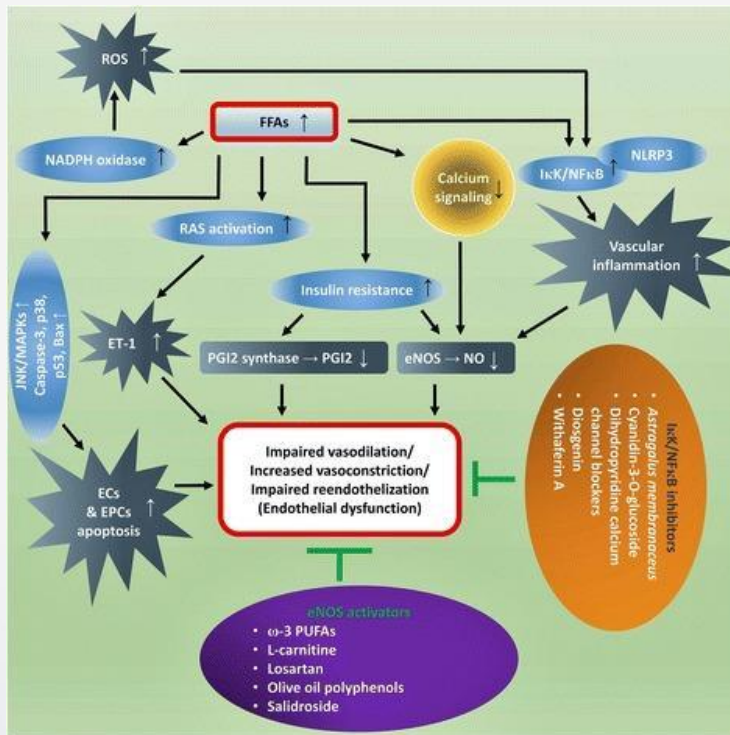 ROS ↑
FFAs ↑
NADPH oxidase ↑
Calcium
signaling ↓
IκK/NFκB ↑
NLRP3
RAS activation ↑
Vascular
inflammation ↑
Insulin resistance ↑
JNK/MAPKs ↑
Caspase-3, p38,
p53, Bax ↑
ET-1 ↑
PGI2 synthase → PGI2 ↓
eNOS → NO ↓
Impaired vasodilation/
Increased vasoconstriction/
Impaired reendothelization
(Endothelial dysfunction)
ECs
& EPCs ↑
apoptosis
IκK/NFκB inhibitors
• Astragalus membranaceus
• Cyanidin-3-O-glucoside
• Dihydropyridine calcium
channel blockers
• Diosgenin
• Withaferin A
eNOS activators
• ω-3 PUFAs
• L-carnitine
• Losartan
• Olive oil polyphenols
• Salidroside